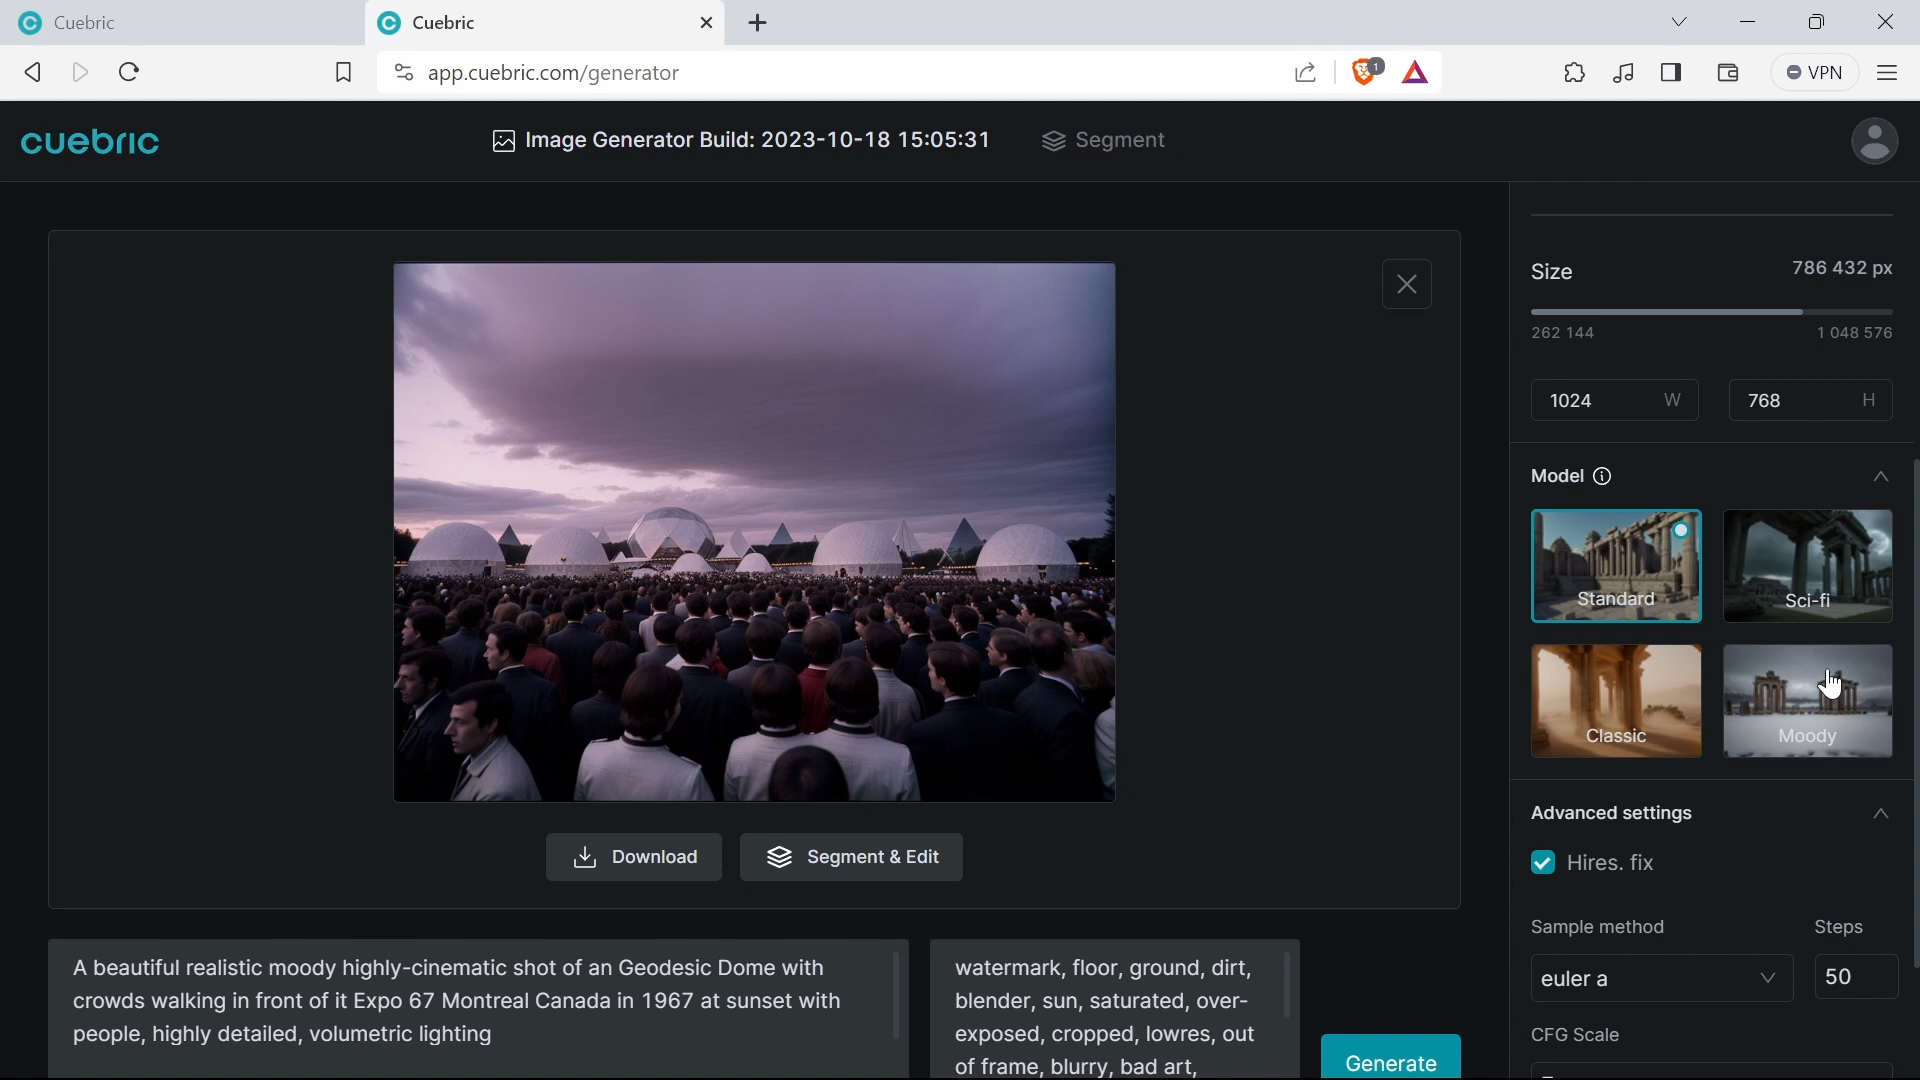 Cuebric
Cuebric
app.cuebric.com/generator
1
VPN
cuebric
Image Generator Build: 2023-10-18 15:05:31
Segment
Size
786 432 px
262 144
1 048 576
1024 W
768 H
Model
Standard
Sci-fi
Classic
Moody
Advanced settings
Hires. fix
Sample method
Steps
euler a
50
CFG Scale
Download
Segment & Edit
A beautiful realistic moody highly-cinematic shot of an Geodesic Dome with
crowds walking in front of it Expo 67 Montreal Canada in 1967 at sunset with
people, highly detailed, volumetric lighting
watermark, floor, ground, dirt,
blender, sun, saturated, over-
exposed, cropped, lowres, out
of frame, blurry, bad art,
Generate